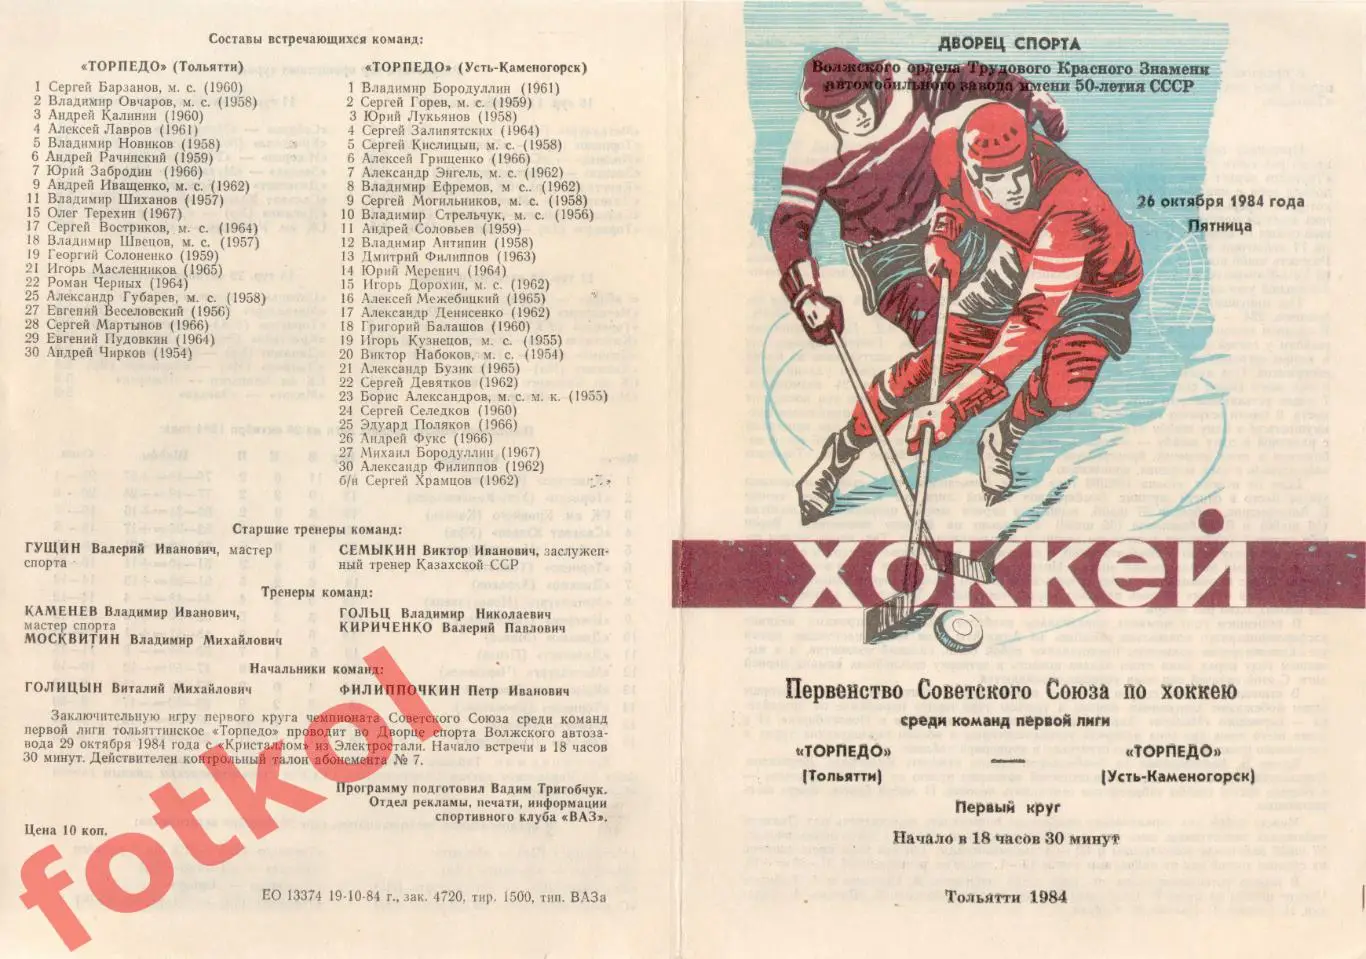 Составы встречающихся команд:
«ТОРПЕДО» (Тольятти)
1 Сергей Барзанов, м. с. (1960)
2 Владимир Овчаров, м. с. (1958)
3 Андрей Калинин (1960)
4 Алексей Лавров (1961)
5 Владимир Новиков (1958)
6 Андрей Рачинский (1959)
7 Юрий Забродин (1966)
9 Андрей Иващенко, м. с. (1962)
11 Владимир Шиханов (1957)
15 Олег Терехин (1967)
17 Сергей Востриков, м. с. (1964)
18 Владимир Швецов, м. с. (1957)
19 Георгий Солоненко (1959)
21 Игорь Масленников (1965)
22 Роман Черных (1964)
25 Александр Губарев, м. с. (1958)
27 Евгений Веселовский (1956)
28 Сергей Мартынов (1966)
29 Евгений Пудовкин (1964)
30 Андрей Чирков (1954)
«ТОРПЕДО» (Усть-Каменогорск)
1 Владимир Бородуллин (1961)
2 Сергей Горев, м. с. (1959)
3 Юрий Лукьянов (1958)
4 Сергей Залипятских (1964)
5 Сергей Кислицын, м. с. (1958)
6 Алексей Грищенко (1966)
7 Александр Энгель, м. с. (1962)
8 Владимир Ефремов, м с.. (1962)
9 Сергей Могильников, м. с. (1958)
10 Владимир Стрельчук, м. с. (1956)
11 Андрей Соловьев (1959)
12 Владимир Антипин (1958)
13 Дмитрий Филиппов (1963)
14 Юрий Меренич (1964)
15 Игорь Дорохин, м. с. (1962)
16 Алексей Межебицкий (1965)
17 Александр Денисенко (1962)
18 Григорий Балашов (1960)
19 Игорь Кузнецов, м. с. (1955)
20 Виктор Набоков, м. с. (1954)
21 Александр Бузик (1965)
22 Сергей Девятков (1962)
23 Борис Александров, м. с. м. к. (1955)
24 Сергей Селедков (1960)
25 Эдуард Поляков (1966)
26 Андрей Фукс (1966)
27 Михаил Бородуллин (1967)
30 Александр Филиппов (1962)
б/н Сергей Храмцов (1962)
Старшие тренеры команд:
ГУЩИН Валерий Иванович, мастер
спорта
СЕМЫКИН Виктор Иванович, заслужен-
ный тренер Казахской ССР
Тренеры команд:
КАМЕНЕВ Владимир Иванович,
мастер спорта
МОСКВИТИН Владимир Михайлович
ГОЛЬЦ Владимир Николаевич
КИРИЧЕНКО Валерий Павлович
Начальники команд:
ГОЛИЦЫН Виталий Михайлович
ФИЛИППОЧКИН Петр Иванович
Заключительную игру первого круга чемпионата Советского Союза среди команд
первой лиги тольяттинское «Торпедо» проводит во Дворце спорта Волжского автоза-
вода 29 октября 1984 года с «Кристаллом» из Электростали. Начало встречи в 18 часов
30 минут. Действителен контрольный талон абонемента № 7.
Программу подготовил Вадим Тригобчук.
Отдел рекламы, печати, информации
спортивного клуба «ВАЗ».
Цена 10 коп.
ЕО 13374 19-10-84 г., зак. 4720, тир. 1500, тип. ВАЗа
fotkol
ДВОРЕЦ СПОРТА
Волжского ордена Трудового Красного Знамени
автомобильного завода имени 50-летия СССР
26 октября 1984 года
Пятница
хоккей
Первенство Советского Союза по хоккею
среди команд первой лиги
«ТОРПЕДО» — «ТОРПЕДО»
(Тольятти) (Усть-Каменогорск)
Первый круг
Начало в 18 часов 30 минут
Тольятти 1984